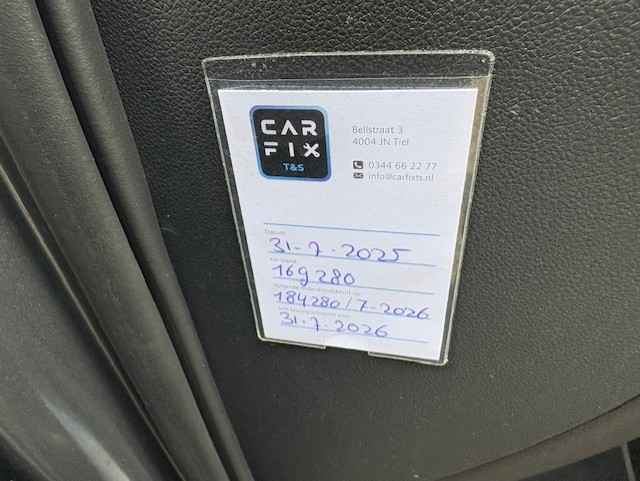 CAR
FIX
T&S
Bellstraat 3
4004 JN Tiel
0344 66 22 77
info@carfixts.nl
Datum
31-7-2025
169280
184280/7-2026
31-7-2026